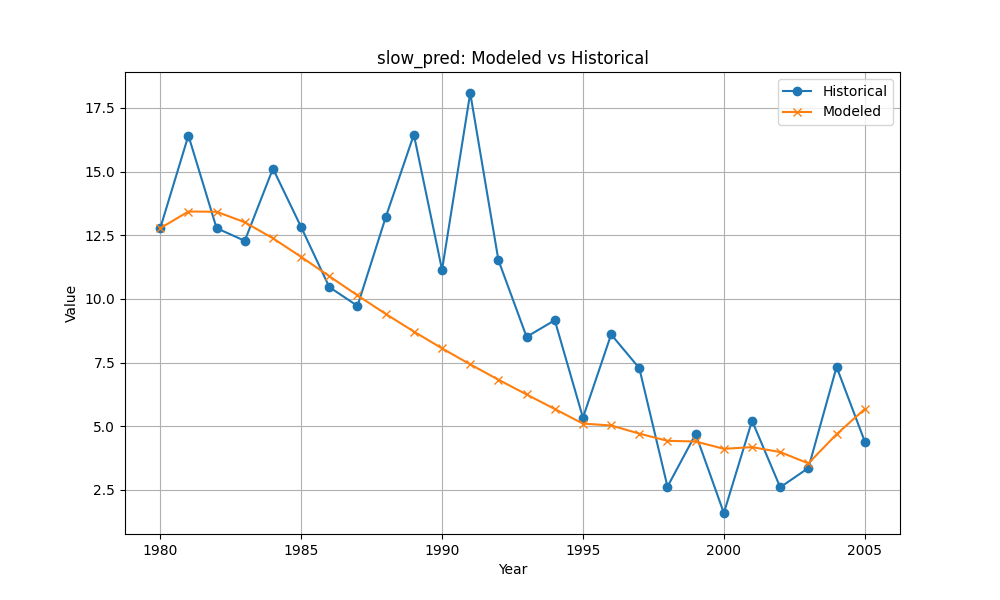 slow_pred: Modeled vs Historical
Historical
Modeled
Value
17.5
15.0
12.5
10.0
7.5
5.0
2.5
1980
1985
1990
1995
2000
2005
Year